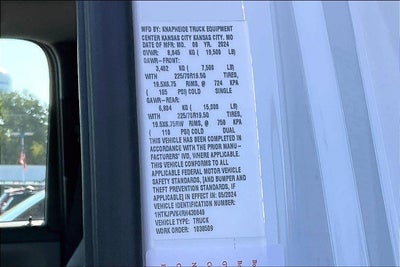 MFD BY: KNAPHEIDE TRUCK EQUIPMENT
CENTER KANSAS CITY KANSAS CITY, MO
DATE OF MFR: MO. 09 YR. 2024
GVWR: 8,845 KG ( 19,500 LB)
GAWR-FRONT:
3,402 KG ( 7,500 LB)
WITH 225/70R19.50 TIRES,
19.5X6.75 RIMS, @ 724 KPA
( 105 PSI) COLD SINGLE
GAWR-REAR:
6,804 KG ( 15,000 LB)
WITH 225/70R19.50 TIRES,
19.5X6.75RW RIMS, @ 758 KPA
( 110 PSI) COLD DUAL
THIS VEHICLE HAS BEEN COMPLETED IN
ACCORDANCE WITH THE PRIOR MANU-
FACTURERS' IVD, WHERE APPLICABLE.
THIS VEHICLE CONFORMS TO ALL
APPLICABLE FEDERAL MOTOR VEHICLE
SAFETY STANDARDS, [AND BUMPER AND
THEFT PREVENTION STANDARDS, IF
APPLICABLE] IN EFFECT IN: 05/2024
VEHICLE IDENTIFICATION NUMBER:
VEHICLE TYPE: TRUCK
WORK ORDER: 1038509